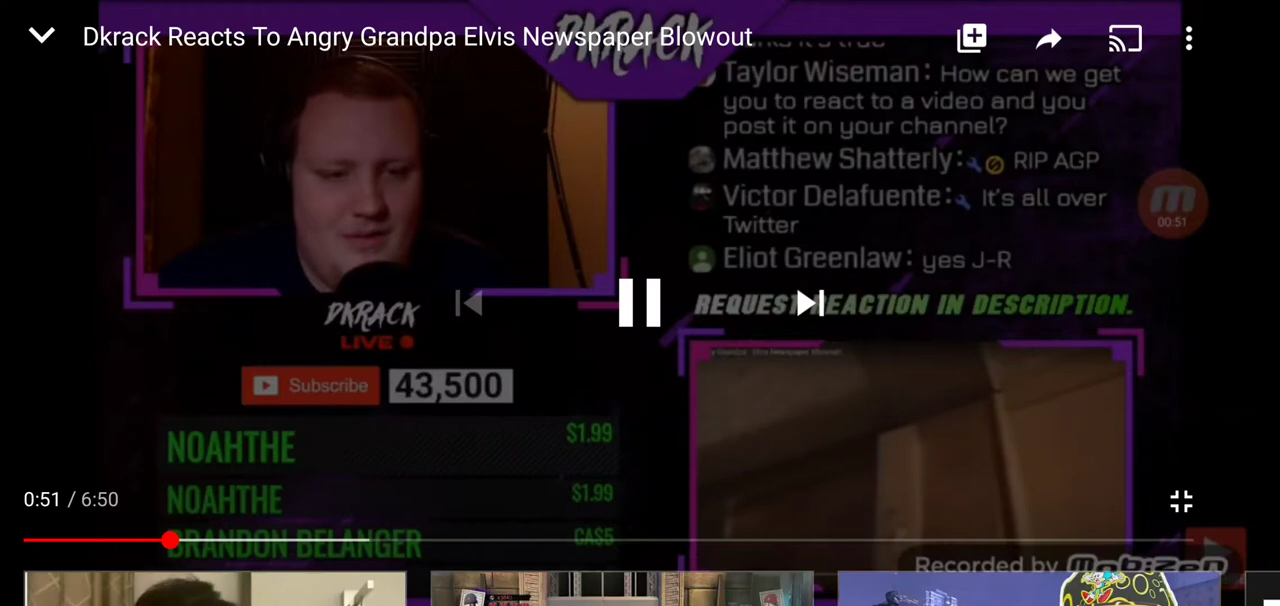 Dkrack Reacts To Angry Grandpa Elvis Newspaper Blowout
DKRACK
Taylor Wiseman: How can we get
you to react to a video and you
post it on your channel?
Matthew Shatterly: RIP AGP
Victor Delafuente: It's all over
Twitter
Eliot Greenlaw: yes J-R
00:51
REQUEST REACTION IN DESCRIPTION.
DKRACK
LIVE
Subscribe 43,500
NOAHTHE $1.99
NOAHTHE $1.99
BRANDON BELANGER CA$5
0:51 / 6:50
Recorded by Mobizen